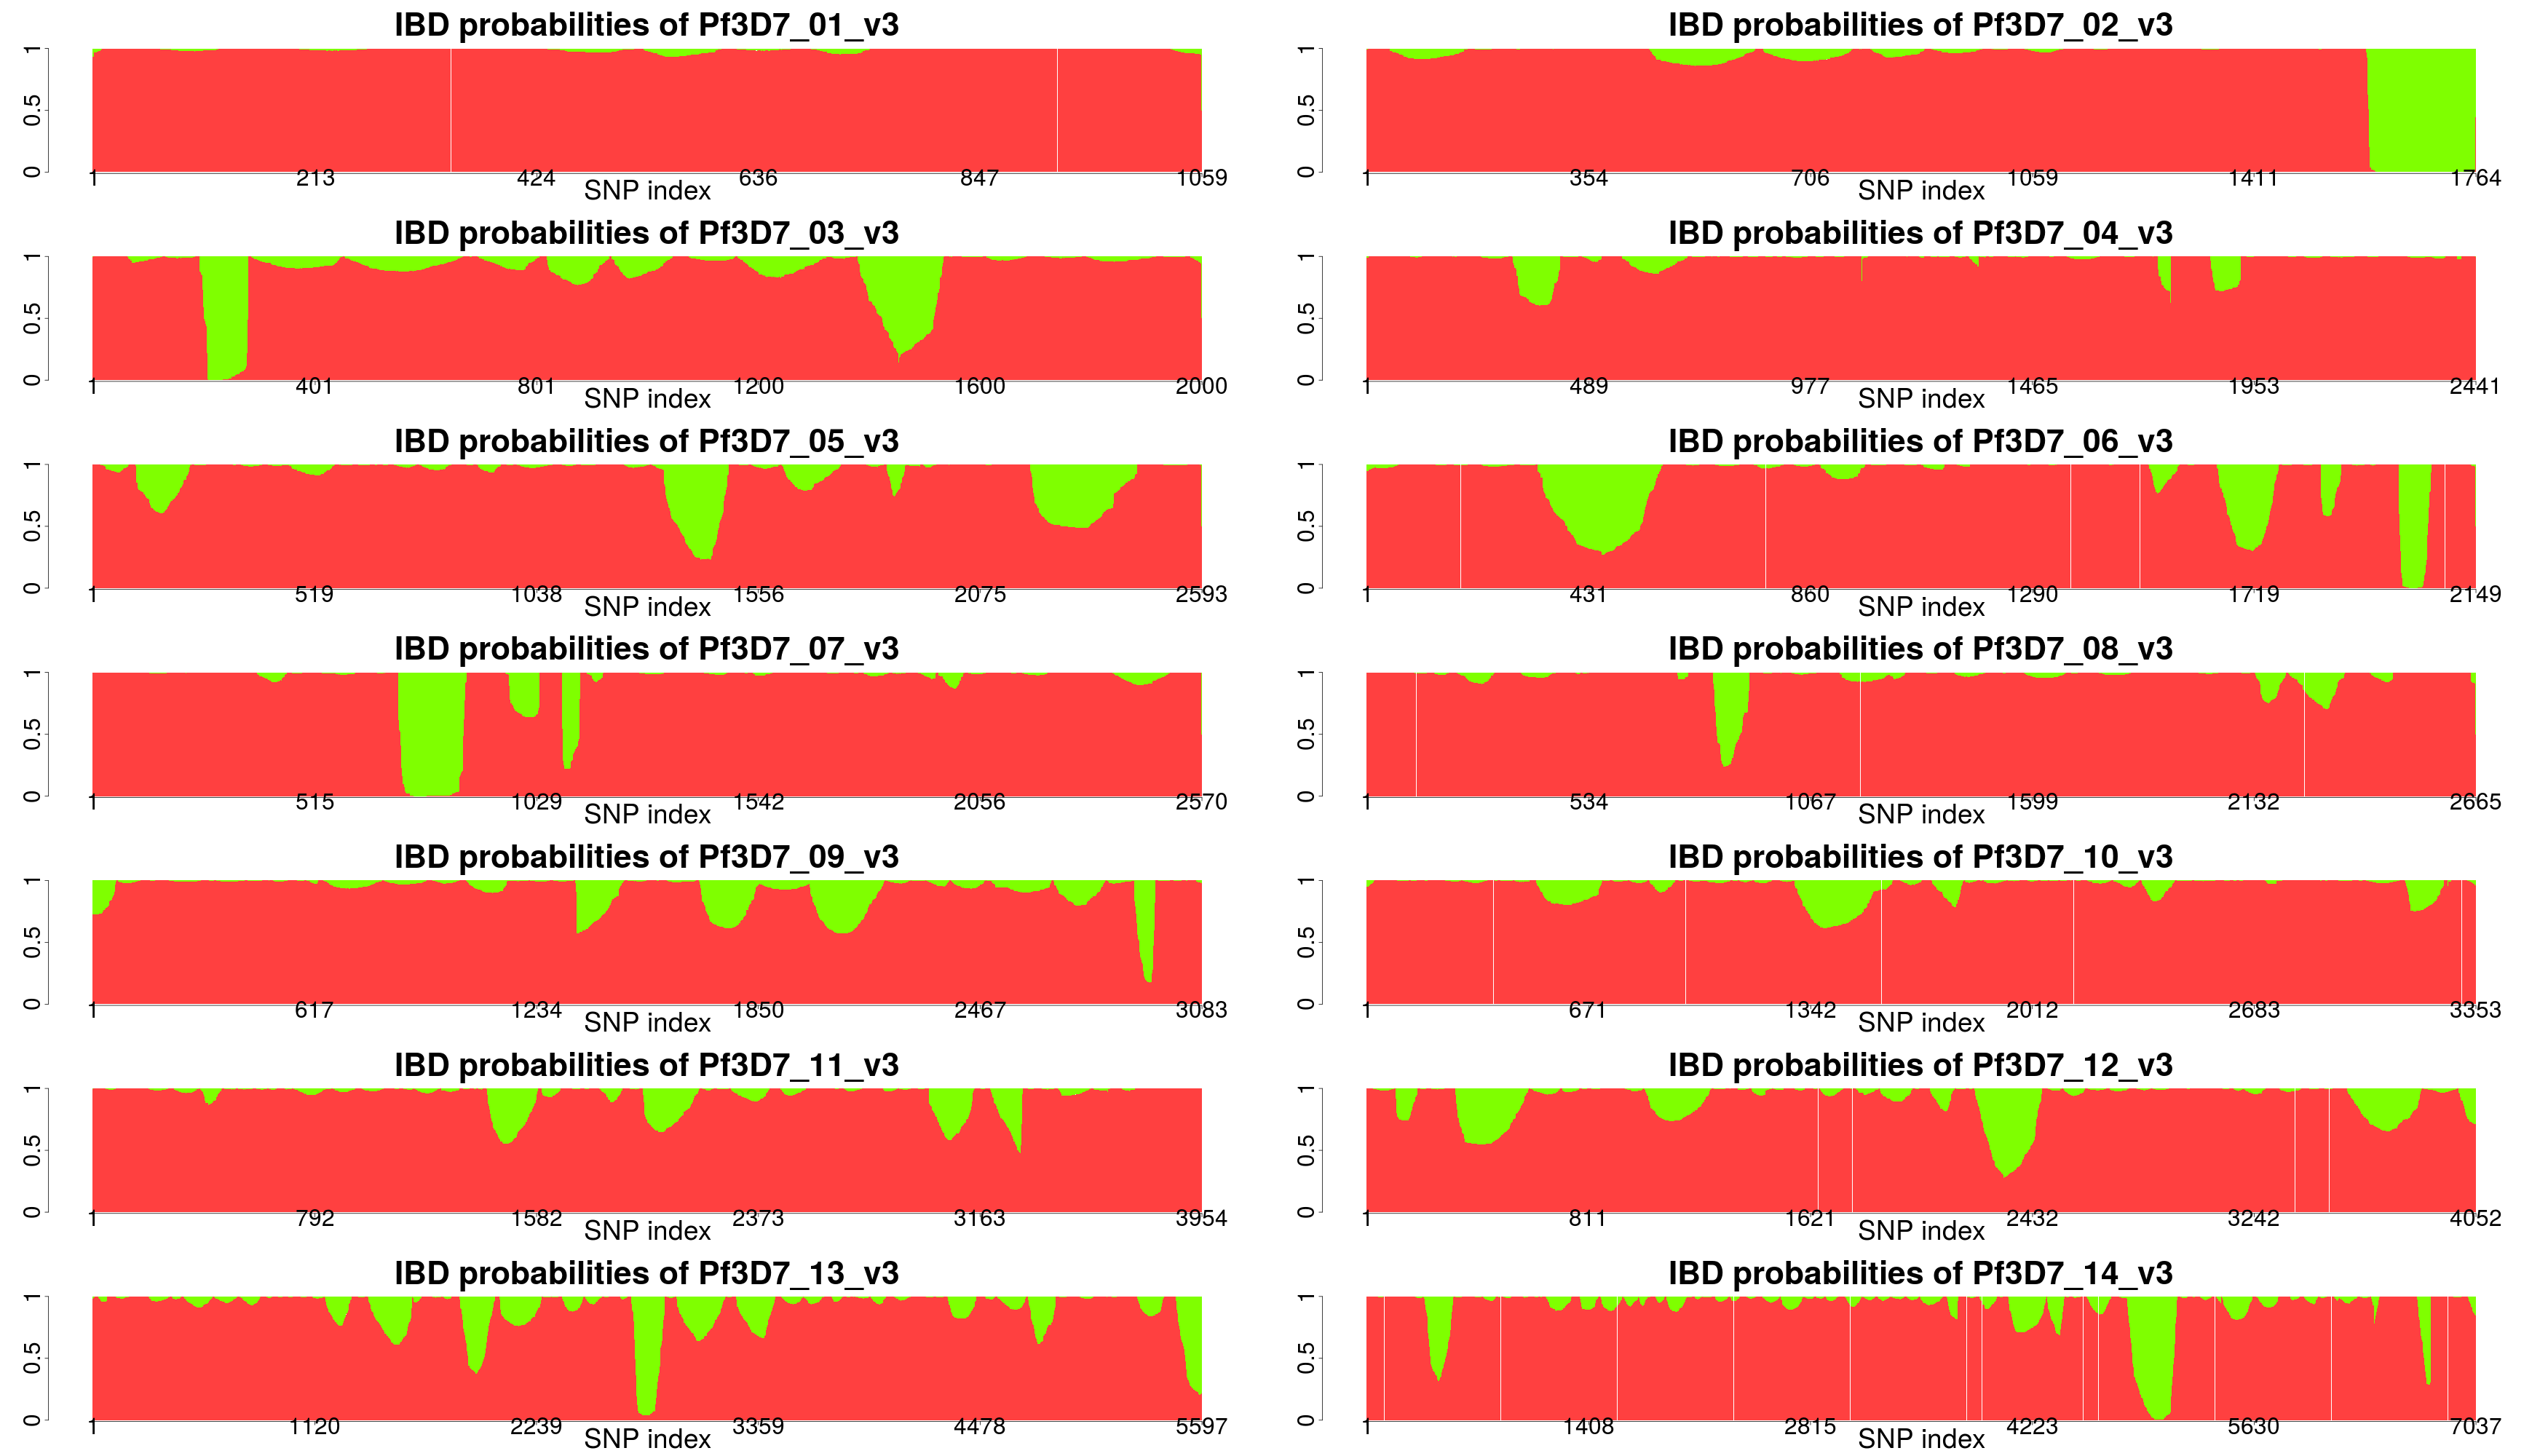 IBD probabilities of Pf3D7_01_v3
0 0.5 1
1 213 424 636 847 1059
SNP index
IBD probabilities of Pf3D7_02_v3
0 0.5 1
1 354 706 1059 1411 1764
SNP index
IBD probabilities of Pf3D7_03_v3
0 0.5 1
1 401 801 1200 1600 2000
SNP index
IBD probabilities of Pf3D7_04_v3
0 0.5 1
1 489 977 1465 1953 2441
SNP index
IBD probabilities of Pf3D7_05_v3
0 0.5 1
1 519 1038 1556 2075 2593
SNP index
IBD probabilities of Pf3D7_06_v3
0 0.5 1
1 431 860 1290 1719 2149
SNP index
IBD probabilities of Pf3D7_07_v3
0 0.5 1
1 515 1029 1542 2056 2570
SNP index
IBD probabilities of Pf3D7_08_v3
0 0.5 1
1 534 1067 1599 2132 2665
SNP index
IBD probabilities of Pf3D7_09_v3
0 0.5 1
1 617 1234 1850 2467 3083
SNP index
IBD probabilities of Pf3D7_10_v3
0 0.5 1
1 671 1342 2012 2683 3353
SNP index
IBD probabilities of Pf3D7_11_v3
0 0.5 1
1 792 1582 2373 3163 3954
SNP index
IBD probabilities of Pf3D7_12_v3
0 0.5 1
1 811 1621 2432 3242 4052
SNP index
IBD probabilities of Pf3D7_13_v3
0 0.5 1
1 1120 2239 3359 4478 5597
SNP index
IBD probabilities of Pf3D7_14_v3
0 0.5 1
1 1408 2815 4223 5630 7037
SNP index